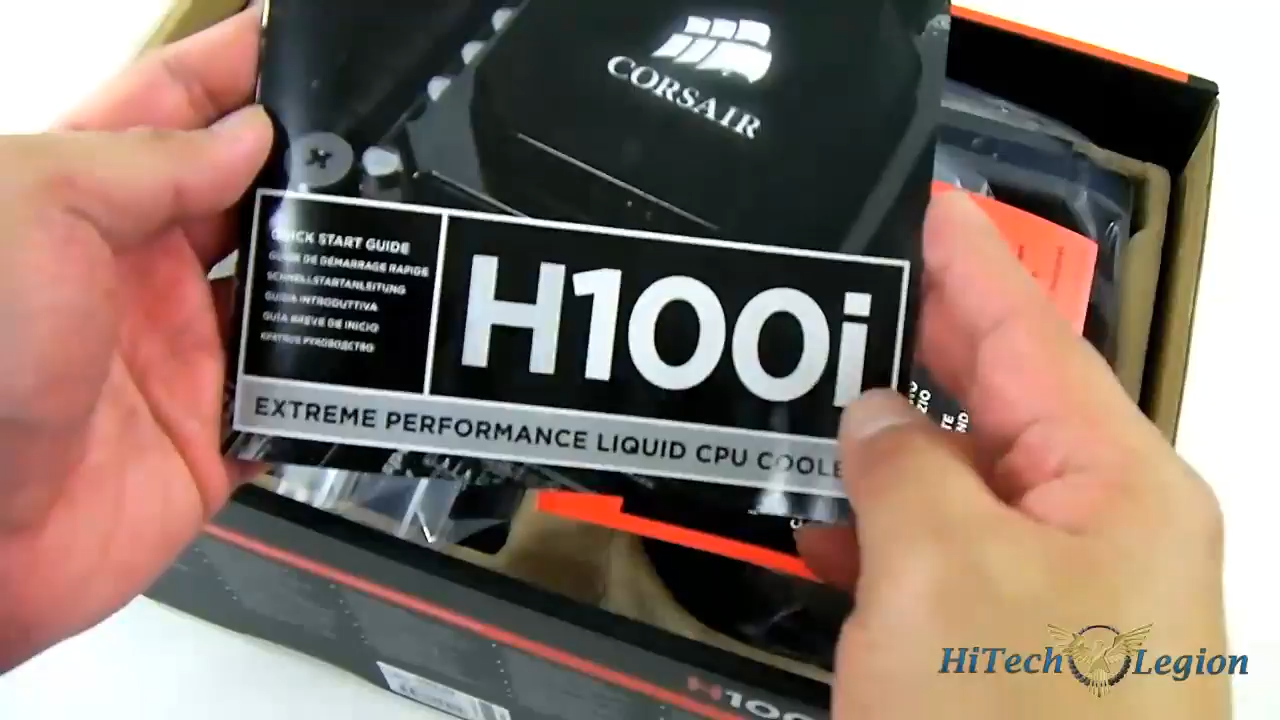 CORSAIR
QUICK START GUIDE
GUIDE DE DÉMARRAGE RAPIDE
SCHNELLSTARTANLEITUNG
GUIDA INTRODUTTIVA
GUÍA BREVE DE INICIO
КРАТКОЕ РУКОВОДСТВО
H100i
EXTREME PERFORMANCE LIQUID CPU COOLE
H100
HiTech Legion